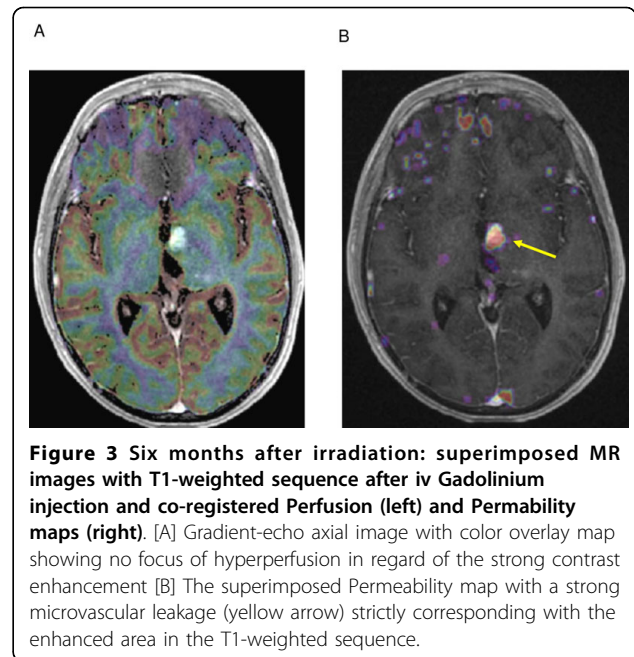 A
B
Figure 3 Six months after irradiation: superimposed MR
images with T1-weighted sequence after iv Gadolinium
injection and co-registered Perfusion (left) and Permability
maps (right). [A] Gradient-echo axial image with color overlay map
showing no focus of hyperperfusion in regard of the strong contrast
enhancement [B] The superimposed Permeability map with a strong
microvascular leakage (yellow arrow) strictly corresponding with the
enhanced area in the T1-weighted sequence.